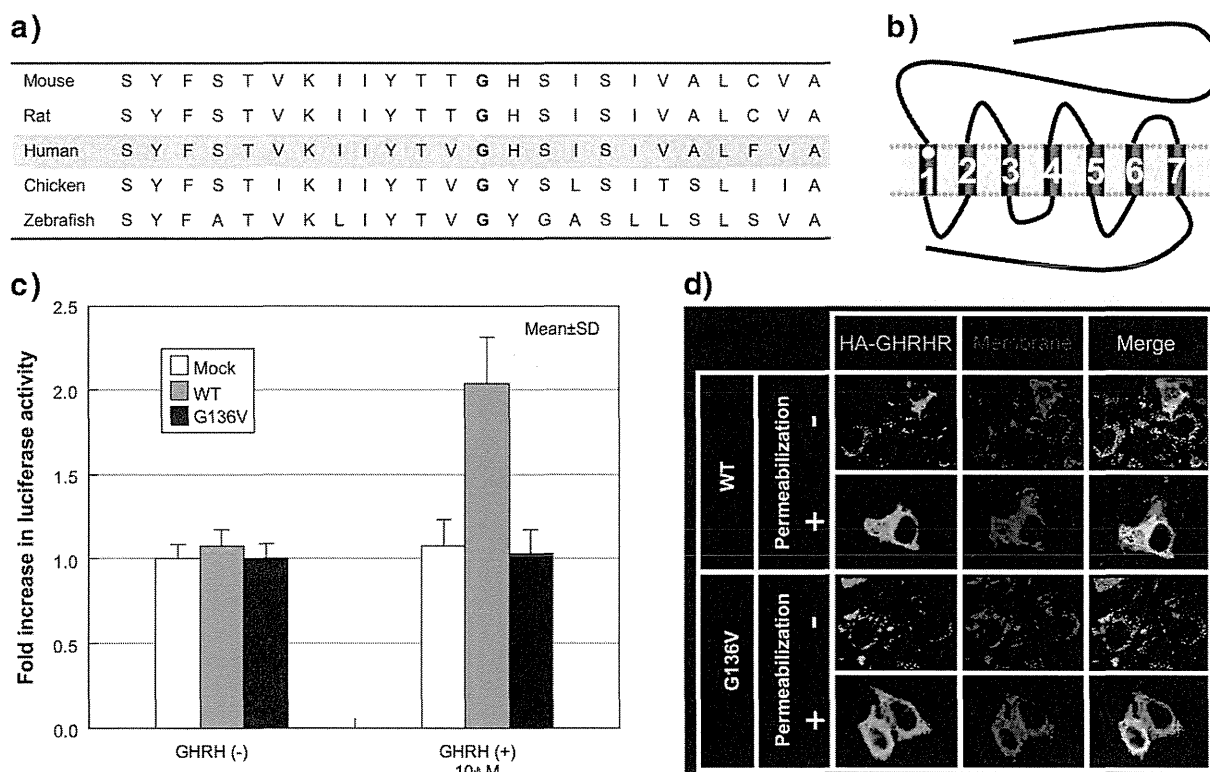 a)
Mouse S Y F S T V K I I Y T T G H S I S I V A L C V A
Rat S Y F S T V K I I Y T T G H S I S I V A L C V A
Human S Y F S T V K I I Y T V G H S I S I V A L F V A
Chicken S Y F S T I K I I Y T V G Y S L S I T S L I I A
Zebrafish S Y F A T V K L I Y T V G Y G A S L L S L S V A
b)
1 2 3 4 5 6 7
c)
Fold increase in luciferase activity
2.5
2.0
1.5
1.0
0.5
0.0
Mean±SD
Mock
WT
G136V
GHRH (-)
GHRH (+)
M
d)
HA-GHRHR Membrane Merge
WT
Permeabilization
-
+
G136V
Permeabilization
-
+